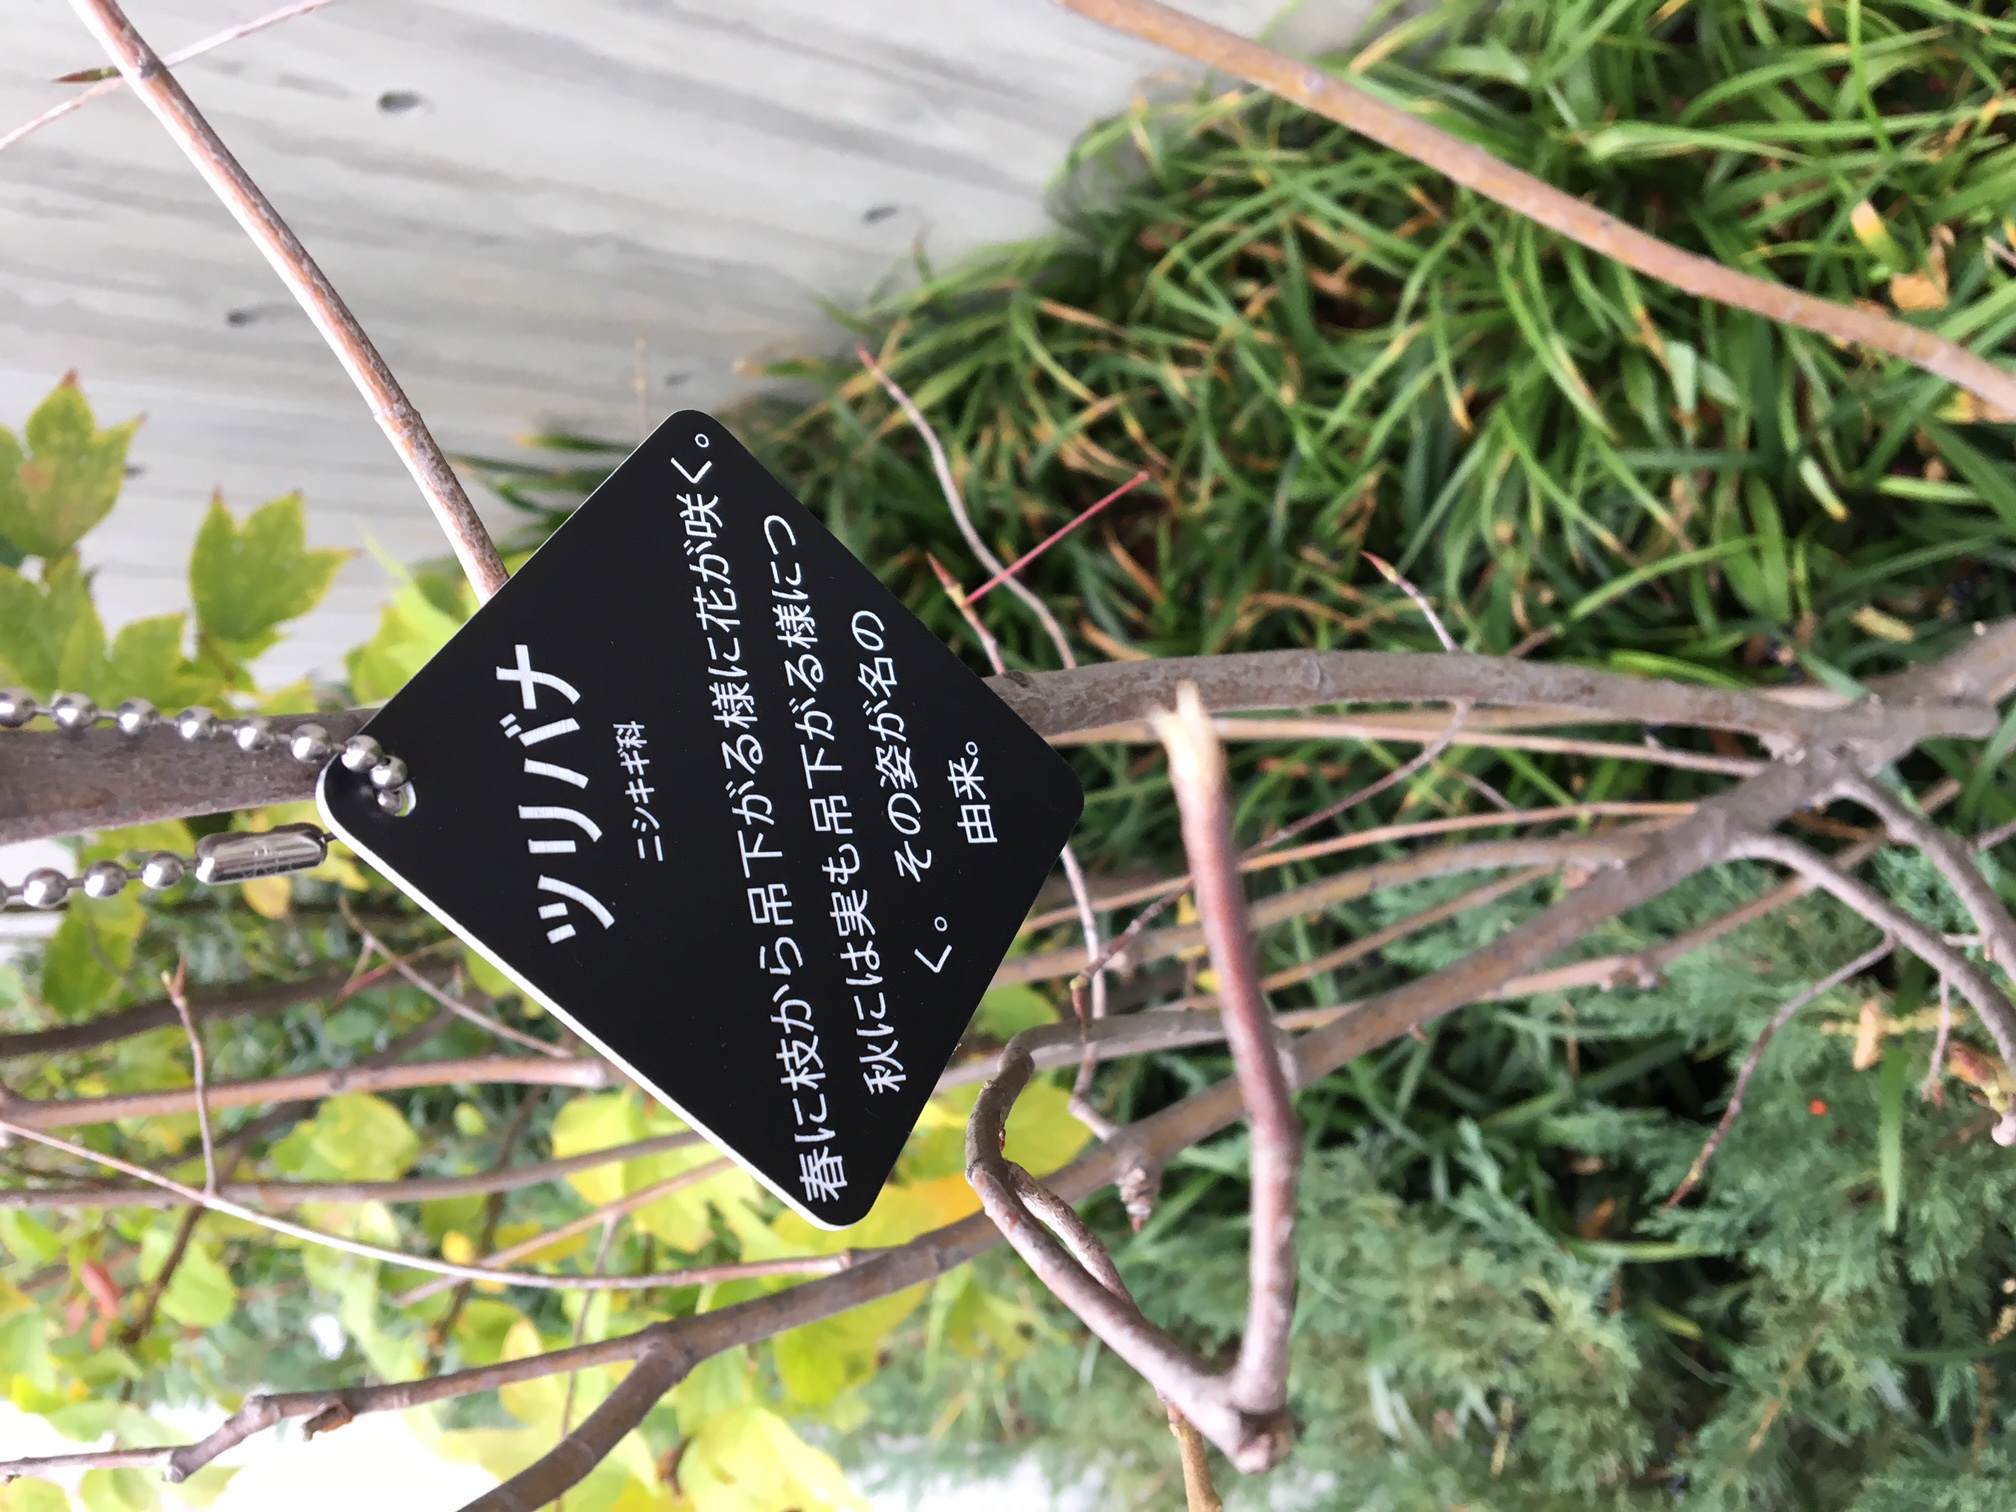 ツリバナ
ニシキギ科
春に枝から吊下がる様に花が咲く。
秋には実も吊下がる様につ
く。その姿が名の
由来。